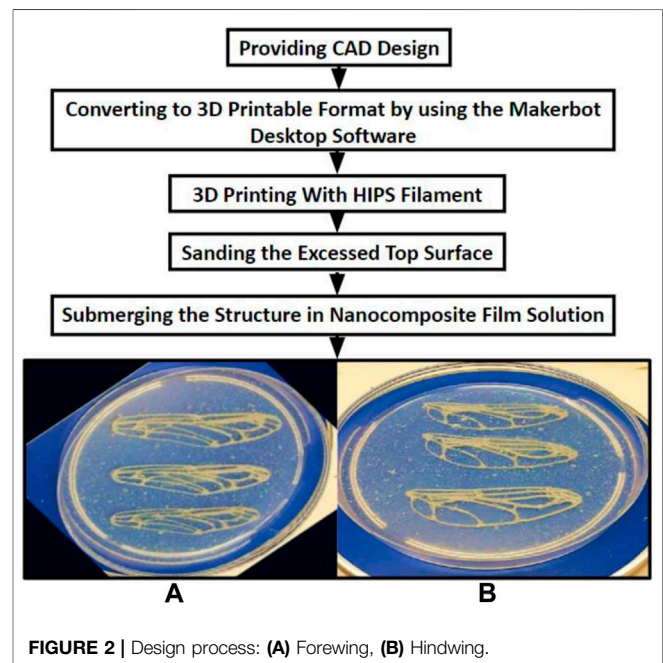 Providing CAD Design
Converting to 3D Printable Format by using the Makerbot
Desktop Software
3D Printing With HIPS Filament
Sanding the Excessed Top Surface
Submerging the Structure in Nanocomposite Film Solution
A B
FIGURE 2 | Design process: (A) Forewing, (B) Hindwing.